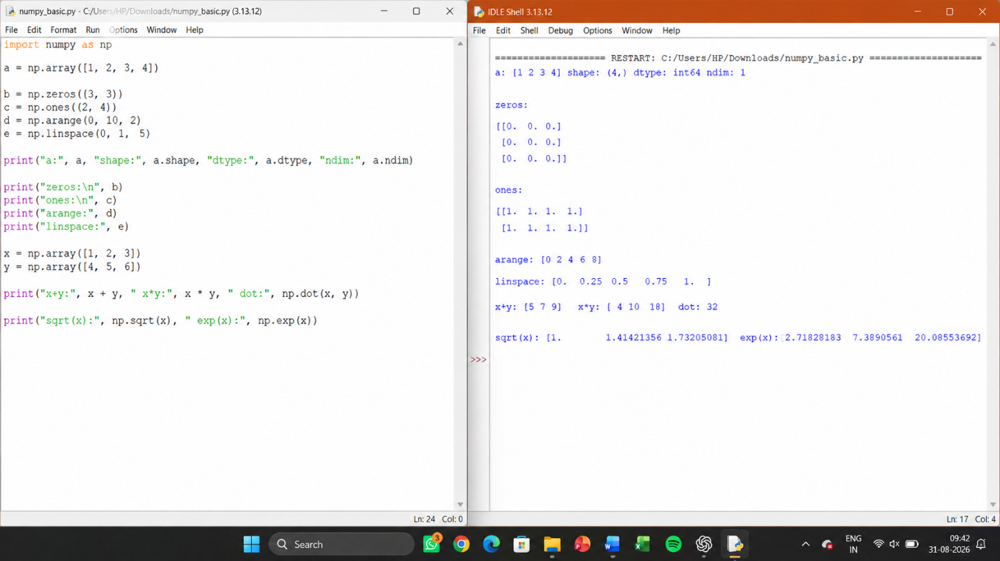 numpy_basic.py - C:/Users/HP/Downloads/numpy_basic.py (3.13.12)
File Edit Format Run Options Window Help
import numpy as np
a = np.array([1, 2, 3, 4])
b = np.zeros((3, 3))
c = np.ones((2, 4))
d = np.arange(0, 10, 2)
e = np.linspace(0, 1, 5)
print("a:", a, "shape:", a.shape, "dtype:", a.dtype, "ndim:", a.ndim)
print("zeros:\n", b)
print("ones:\n", c)
print("arange:", d)
print("linspace:", e)
x = np.array([1, 2, 3])
y = np.array([4, 5, 6])
print("x+y:", x + y, " x*y:", x * y, " dot:", np.dot(x, y))
print("sqrt(x):", np.sqrt(x), " exp(x):", np.exp(x))
Ln: 24 Col: 0
IDLE Shell 3.13.12
File Edit Shell Debug Options Window Help
==================== RESTART: C:/Users/HP/Downloads/numpy_basic.py ====================
a: [1 2 3 4] shape: (4,) dtype: int64 ndim: 1
zeros:
[[0. 0. 0.]
[0. 0. 0.]
[0. 0. 0.]]
ones:
[[1. 1. 1. 1.]
[1. 1. 1. 1.]]
arange: [0 2 4 6 8]
linspace: [0. 0.25 0.5 0.75 1. ]
x+y: [5 7 9] x*y: [ 4 10 18] dot: 32
sqrt(x): [1. 1.41421356 1.73205081] exp(x):[2.71828183 7.3890561 20.08553692]
>>>
Ln: 17 Col: 4
Search
3
ENG
IN
09:42
31-08-2026